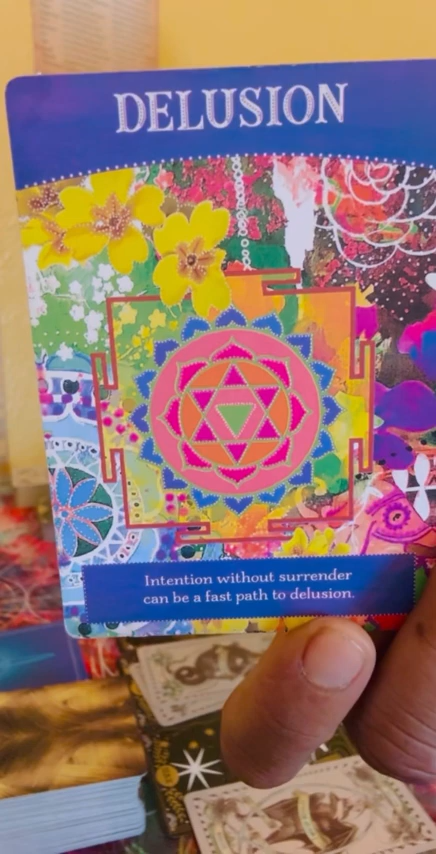 DELUSION
Intention without surrender
can be a fast path to delusion.